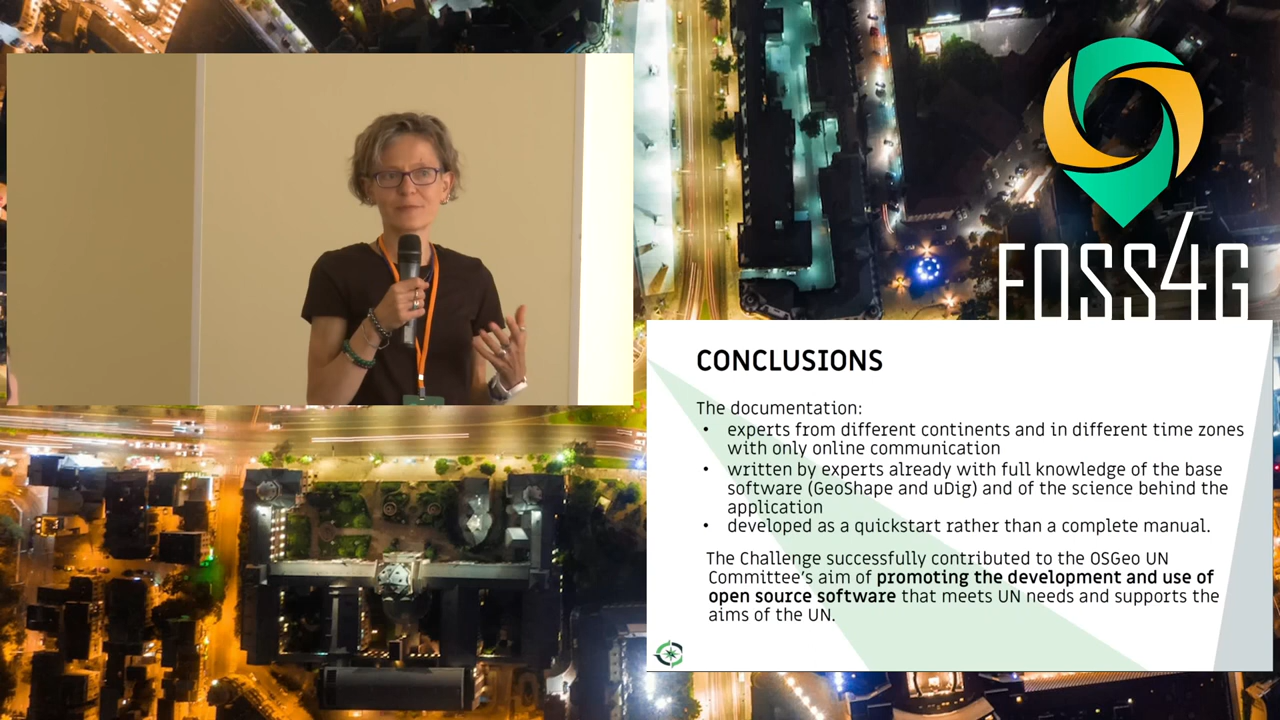 FOSS4G
CONCLUSIONS
The documentation:
• experts from different continents and in different time zones
with only online communication
• written by experts already with full knowledge of the base
software (GeoShape and uDig) and of the science behind the
application
• developed as a quickstart rather than a complete manual.
The Challenge successfully contributed to the OSGeo UN
Committee's aim of promoting the development and use of
open source software that meets UN needs and supports the
aims of the UN.